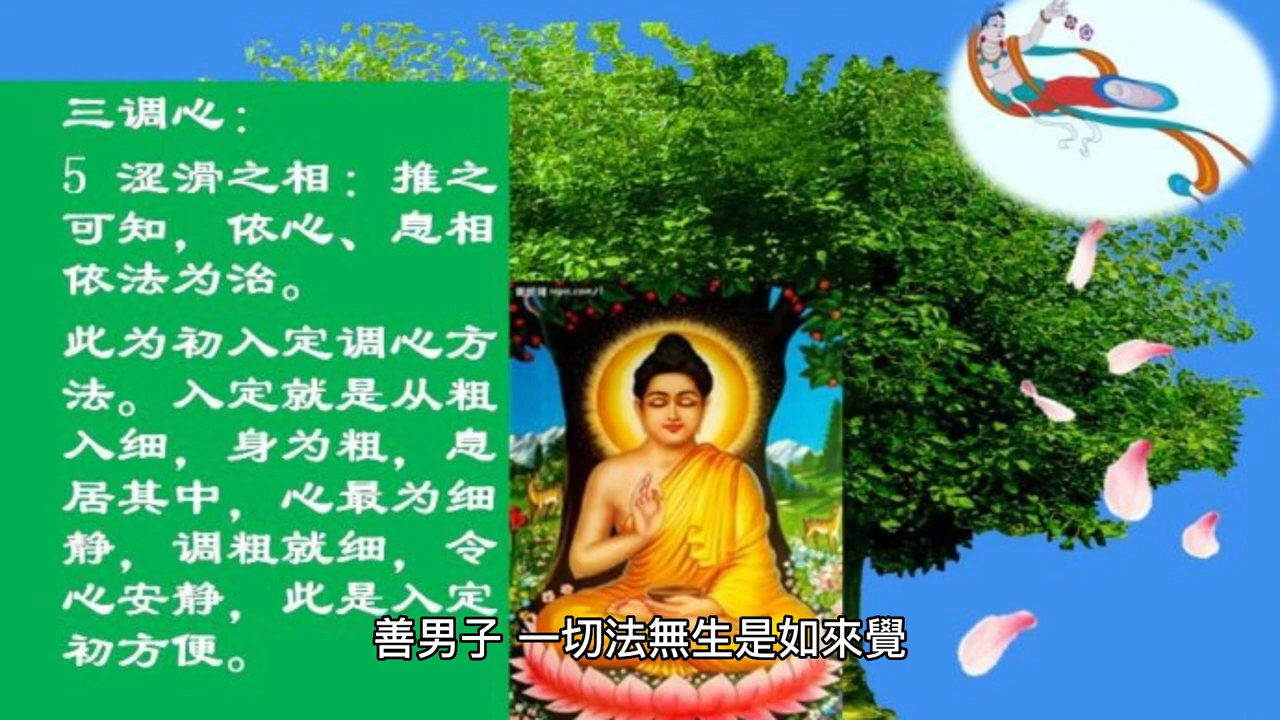 三调心：
5 涩滑之相：推之
可知，依心、息相
依法为治。
此为初入定调心方
法。入定就是从粗
入细，身为粗，息
居其中，心最为细
静，调粗就细，令
心安静，此是入定
初方便。
善男子 一切法無生是如來覺